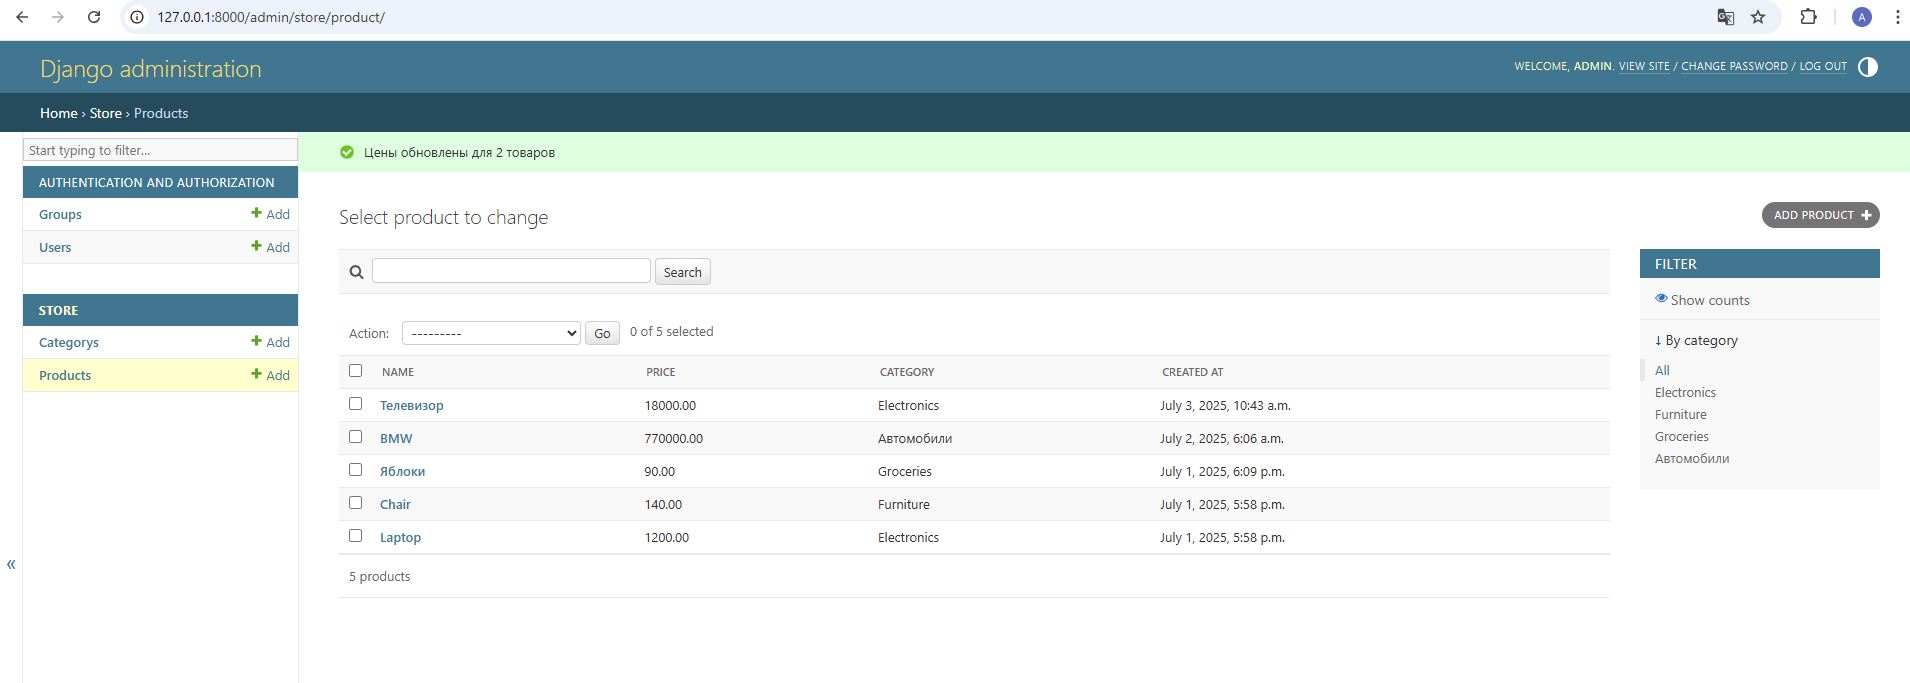 127.0.0.1:8000/admin/store/product/
A
Django administration
WELCOME, ADMIN. VIEW SITE / CHANGE PASSWORD / LOG OUT
Home › Store › Products
Start typing to filter...
AUTHENTICATION AND AUTHORIZATION
Groups + Add
Users + Add
STORE
Categorys + Add
Products + Add
«
Цены обновлены для 2 товаров
Select product to change
ADD PRODUCT +
Search
Action: --------- Go 0 of 5 selected
NAME PRICE CATEGORY CREATED AT
Телевизор 18000.00 Electronics July 3, 2025, 10:43 a.m.
BMW 770000.00 Автомобили July 2, 2025, 6:06 a.m.
Яблоки 90.00 Groceries July 1, 2025, 6:09 p.m.
Chair 140.00 Furniture July 1, 2025, 5:58 p.m.
Laptop 1200.00 Electronics July 1, 2025, 5:58 p.m.
5 products
FILTER
Show counts
↓ By category
All
Electronics
Furniture
Groceries
Автомобили